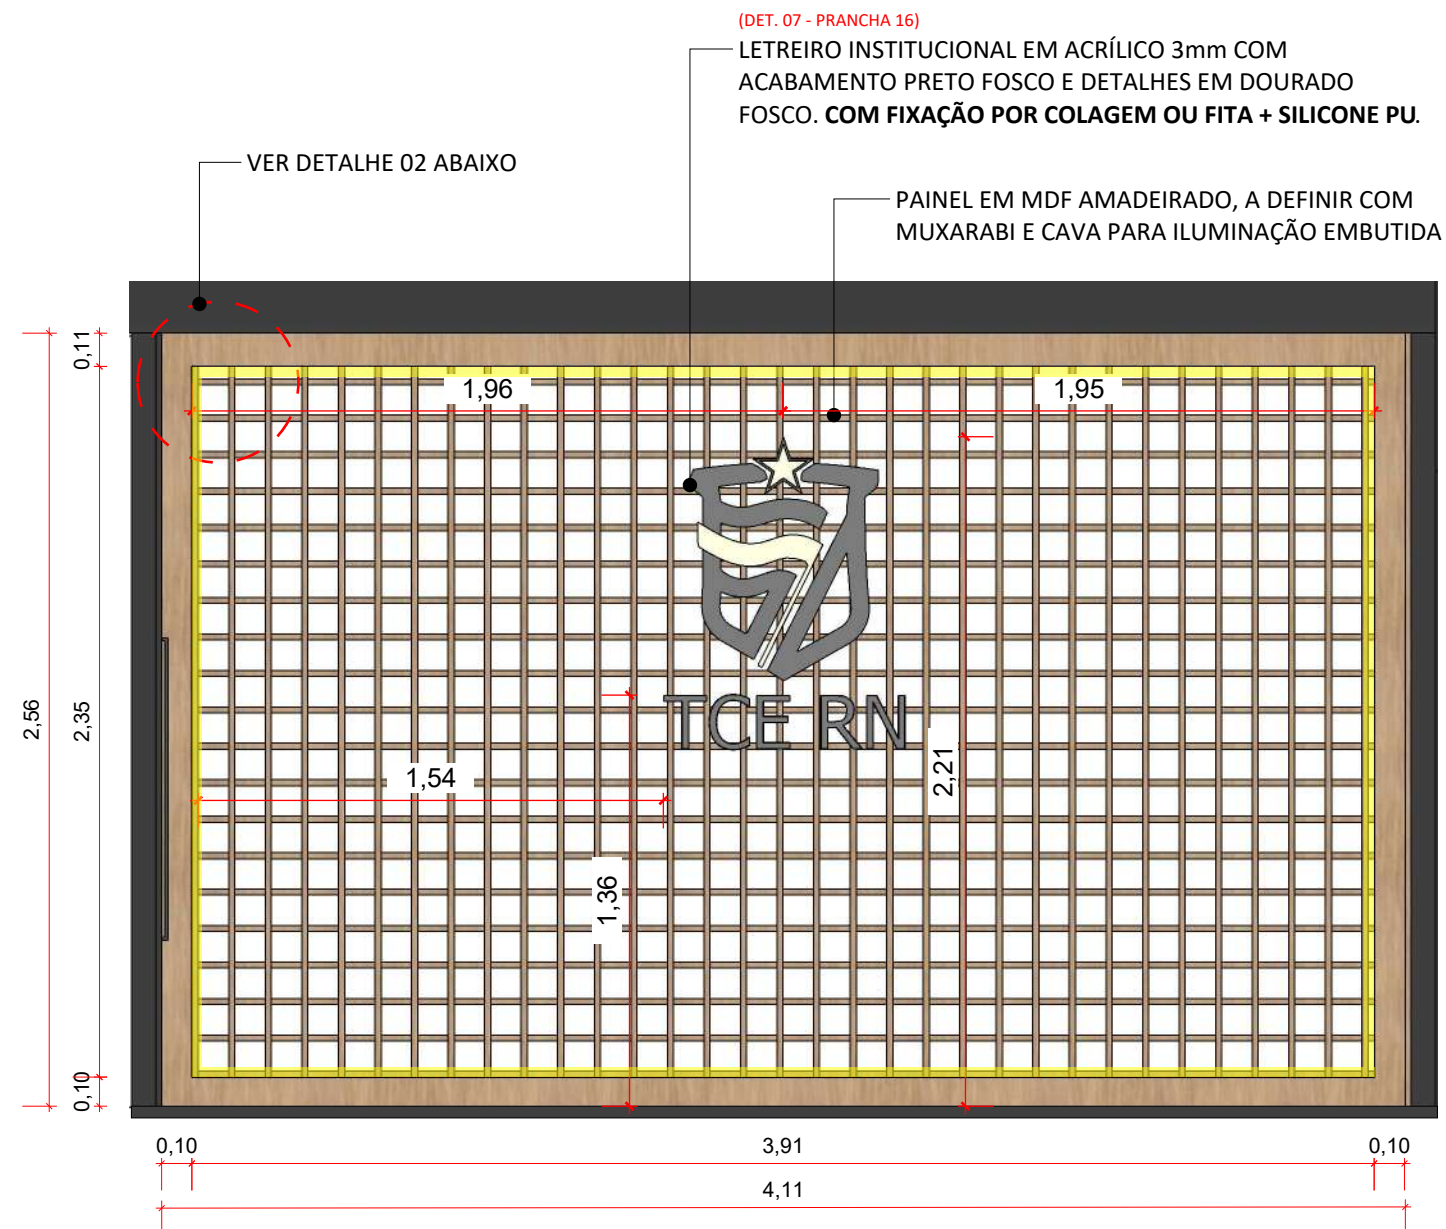 (DET. 07 - PRANCHA 16)
LETREIRO INSTITUCIONAL EM ACRÍLICO 3mm COM
ACABAMENTO PRETO FOSCO E DETALHES EM DOURADO
FOSCO. COM FIXAÇÃO POR COLAGEM OU FITA + SILICONE PU.
VER DETALHE 02 ABAIXO
PAINEL EM MDF AMADEIRADO, A DEFINIR COM
MUXARABI E CAVA PARA ILUMINAÇÃO EMBUTIDA
0,11
1,96
1,95
2,56
2,35
TCE RN
1,54
2,21
1,36
0,10
0,10
3,91
0,10
4,11